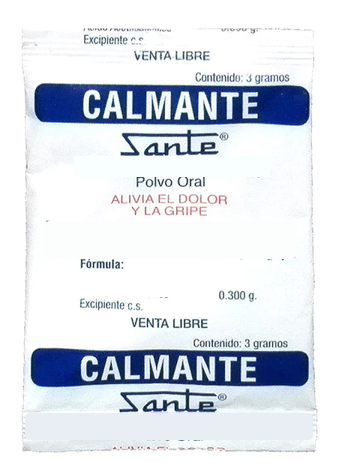 Excipiente c.s.
VENTA LIBRE
Contenido: 3 gramos
CALMANTE
Sante®
Polvo Oral
ALIVIA EL DOLOR
Y LA GRIPE
Fórmula:
0.300 g.
Excipiente c.s.
VENTA LIBRE
Contenido: 3 gramos
CALMANTE
Sante®
Oral